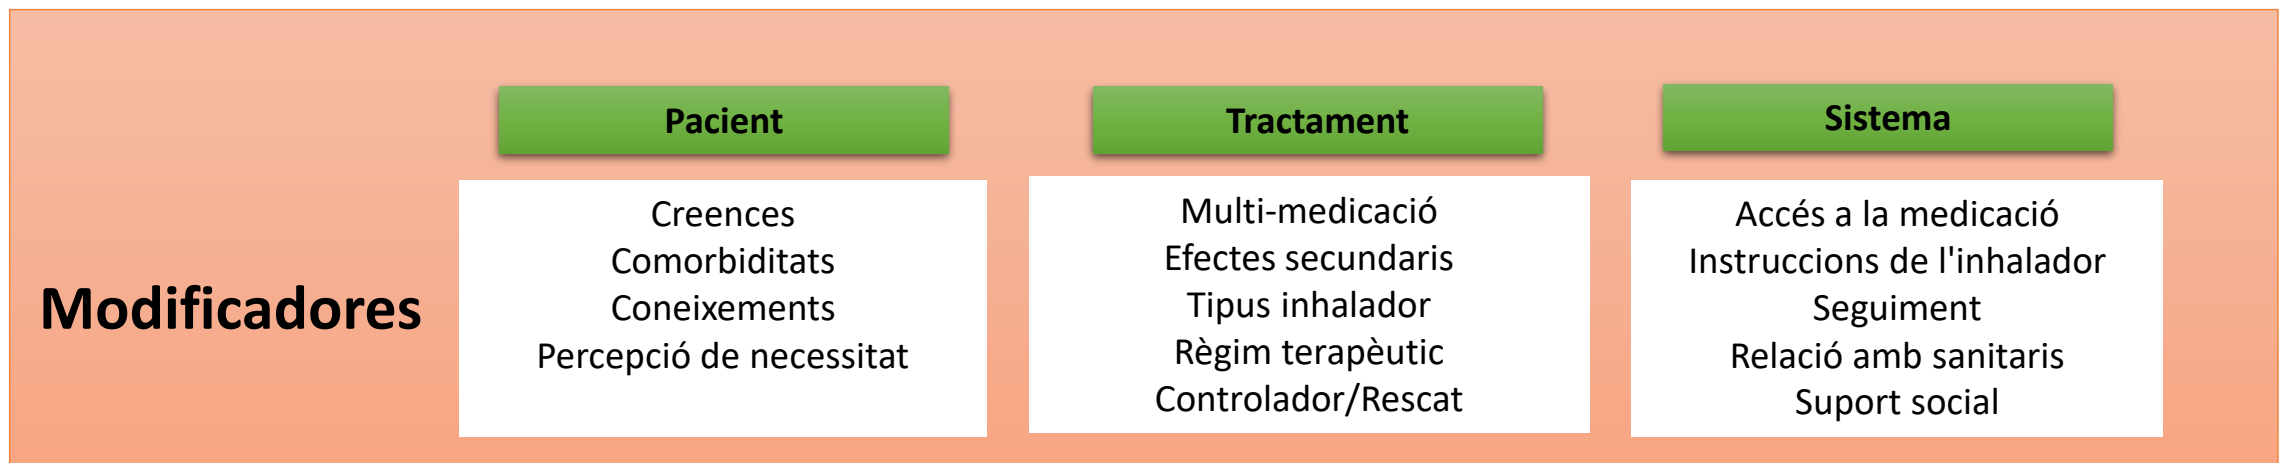 Modificadores
Pacient
Creences
Comorbiditats
Coneixements
Percepció de necessitat
Tractament
Multi-medicació
Efectes secundaris
Tipus inhalador
Règim terapèutic
Controlador/Rescat
Sistema
Accés a la medicació
Instruccions de l'inhalador
Seguiment
Relació amb sanitaris
Suport social